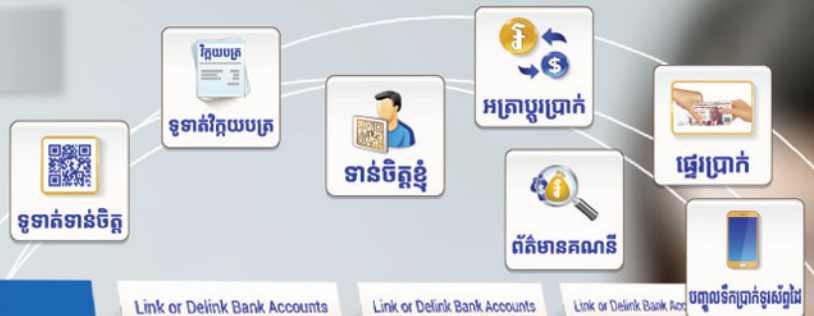 វិក្កយបត្រ
ទូទាត់វិក្កយបត្រ
អត្រាប្តូរប្រាក់
ផ្ទេរប្រាក់
ទាន់ចិត្តខ្ញុំ
ទូទាត់ទាន់ចិត្ត
ព័ត៌មានគណនី
បញ្ចូលទឹកប្រាក់ទូរស័ព្ទដៃ
Link or Delink Bank Accounts
Link or Delink Bank Accounts
Link or Delink Bank